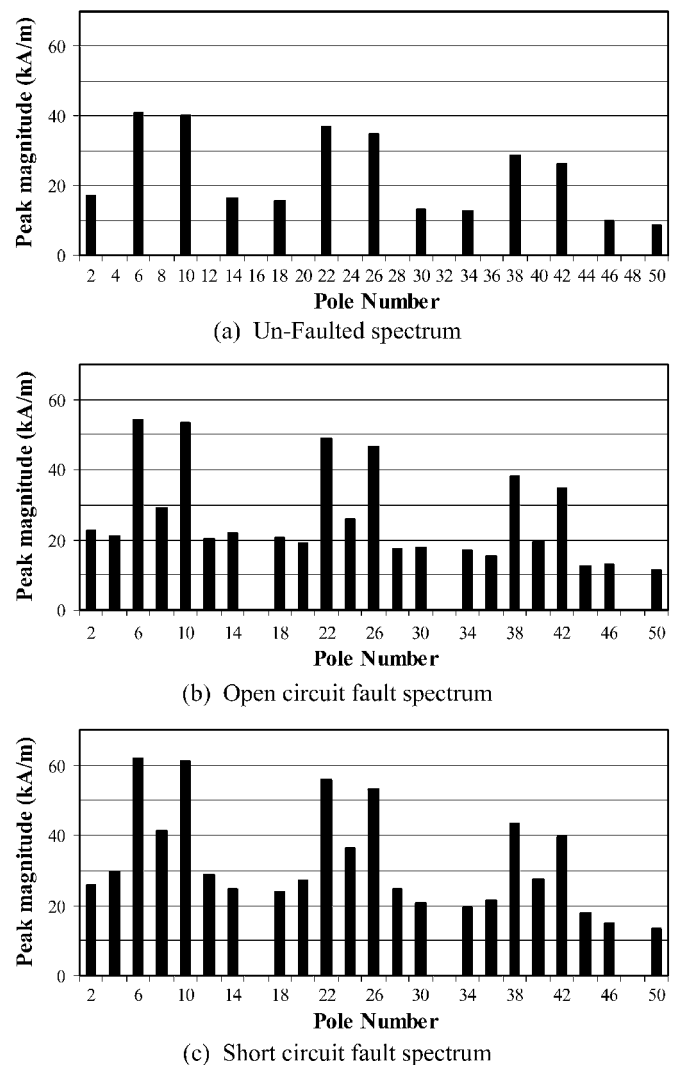 Peak magnitude (kA/m)
60
40
20
0
2 4 6 8 10 12 14 16 18 20 22 24 26 28 30 32 34 36 38 40 42 44 46 48 50
Pole Number
(a) Un-Faulted spectrum
Peak magnitude (kA/m)
60
40
20
0
2 6 10 14 18 22 26 30 34 38 42 46 50
Pole Number
(b) Open circuit fault spectrum
Peak magnitude (kA/m)
60
40
20
0
2 6 10 14 18 22 26 30 34 38 42 46 50
Pole Number
(c) Short circuit fault spectrum